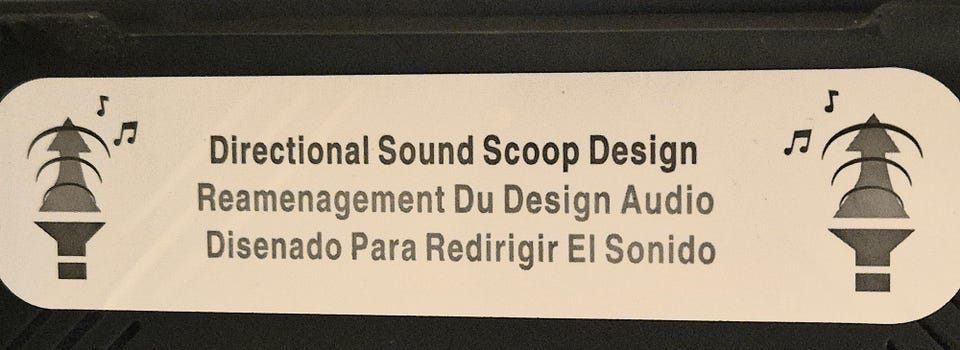 Directional Sound Scoop Design
Reamenagement Du Design Audio
Disenado Para Redirigir El Sonido